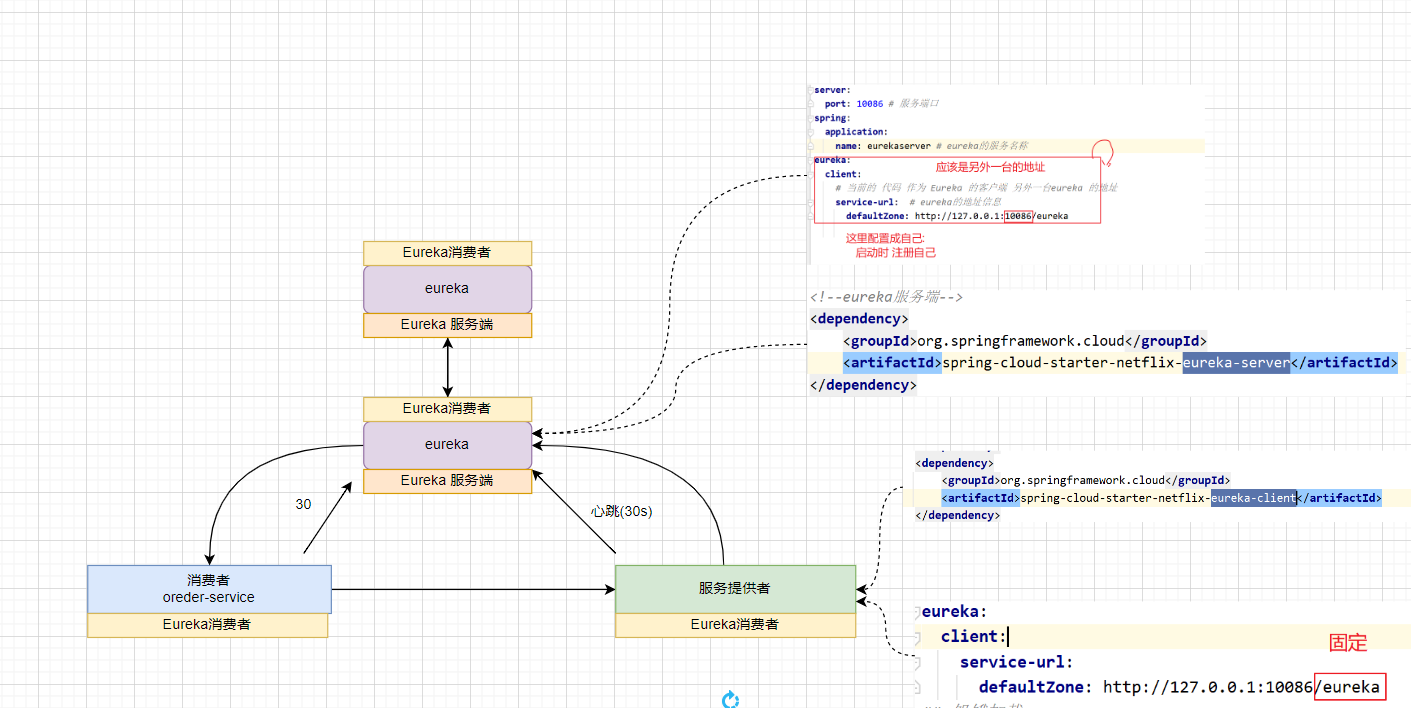 server:
port: 10086 # 服务端口
spring:
application:
name: eurekaserver # eureka的服务名称
eureka:
应该是另外一台的地址
client:
# 当前的 代码 作为 Eureka 的客户端 另外一台eureka 的地址
service-url: # eureka的地址信息
defaultZone: http://127.0.0.1:10086/eureka
这里配置成自己:
启动时 注册自己
Eureka消费者
eureka
Eureka 服务端
<!--eureka服务端-->
<dependency>
<groupId>org.springframework.cloud</groupId>
<artifactId>spring-cloud-starter-netflix-eureka-server</artifactId>
</dependency>
Eureka消费者
eureka
Eureka 服务端
30
心跳(30s)
<dependency>
<groupId>org.springframework.cloud</groupId>
<artifactId>spring-cloud-starter-netflix-eureka-client</artifactId>
</dependency>
消费者
oreder-service
Eureka消费者
服务提供者
Eureka消费者
eureka:
client:
固定
service-url:
defaultZone: http://127.0.0.1:10086/eureka